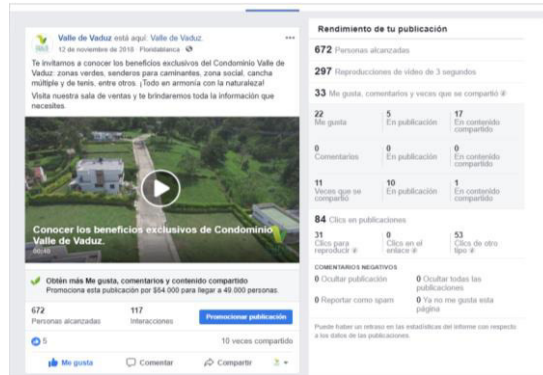 Valle de Vaduz está aquí: Valle de Vaduz.
12 de noviembre de 2018 · Floridablanca ·
Te invitamos a conocer los beneficios exclusivos del Condominio Valle de
Vaduz: zonas verdes, senderos para caminantes, zona social, cancha
múltiple y de tenis, entre otros. ¡Todo en armonía con la naturaleza!
Visita nuestra sala de ventas y te brindaremos toda la información que
necesites.
Conocer los beneficios exclusivos de Condominio
Valle de Vaduz.
00:40
Obtén más Me gusta, comentarios y contenido compartido
Promociona esta publicación por $64 000 para llegar a 49.000 personas.
672
Personas alcanzadas
117
Interacciones
Promocionar publicación
5
10 veces compartido
Me gusta
Comentar
Compartir
Rendimiento de tu publicación
672 Personas alcanzadas
297 Reproducciones de video de 3 segundos
33 Me gusta, comentarios y veces que se compartió
22
Me gusta
5
En publicación
17
En contenido
compartido
0
Comentarios
0
En publicación
0
En contenido
compartido
11
Veces que se
compartió
10
En publicación
1
En contenido
compartido
84 Clics en publicaciones
31
Clics para
reproducir
0
Clics en el
enlace
53
Clics de otro
tipo
COMENTARIOS NEGATIVOS
0 Ocultar publicación
0 Ocultar todas las
publicaciones
0 Reportar como spam
0 Ya no me gusta esta
página
Puede haber un retraso en las estadísticas del informe con respecto
a los datos de las publicaciones